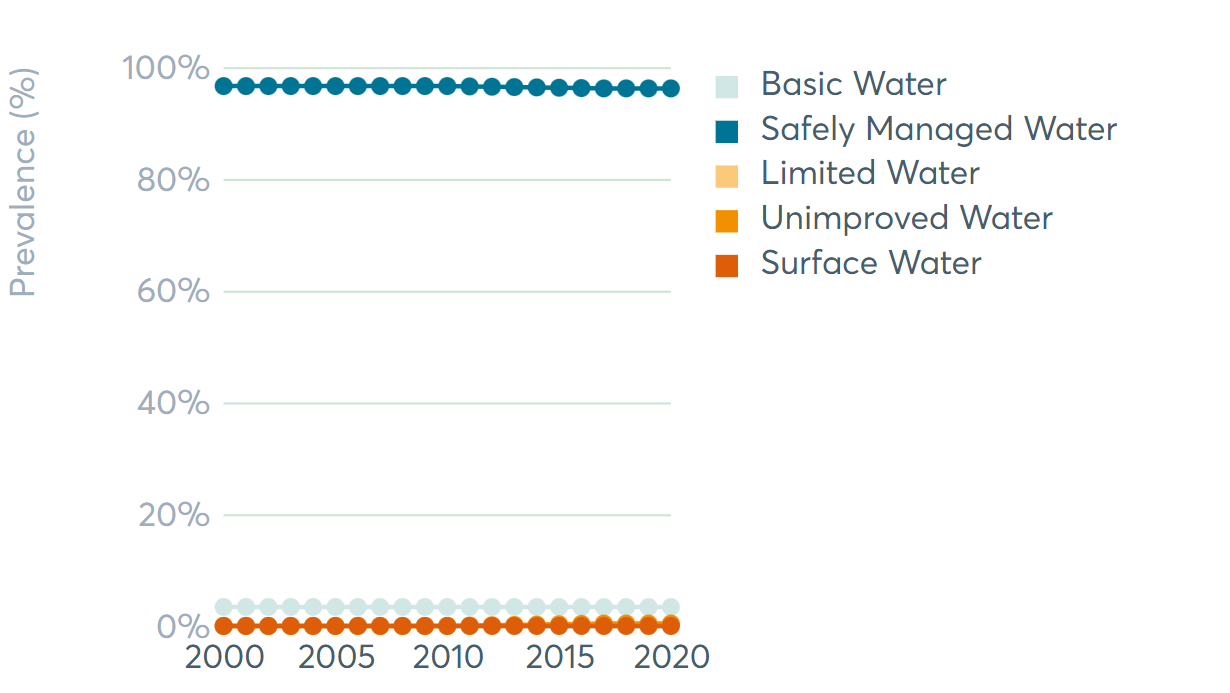 Prevalence (%)
100%
80%
60%
40%
20%
0%
2000 2005 2010 2015 2020
Basic Water
Safely Managed Water
Limited Water
Unimproved Water
Surface Water